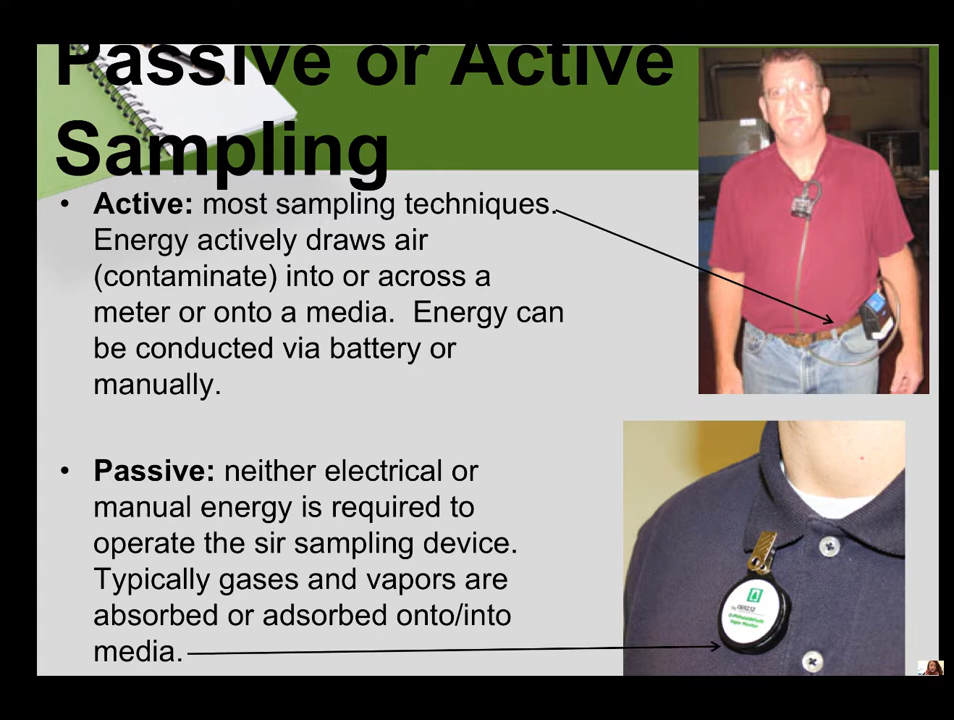 Passive or Active
Sampling
• Active: most sampling techniques.
Energy actively draws air
(contaminate) into or across a
meter or onto a media.  Energy can
be conducted via battery or
manually.
• Passive: neither electrical or
manual energy is required to
operate the sir sampling device.
Typically gases and vapors are
absorbed or adsorbed onto/into
media.
Vapor Monitor